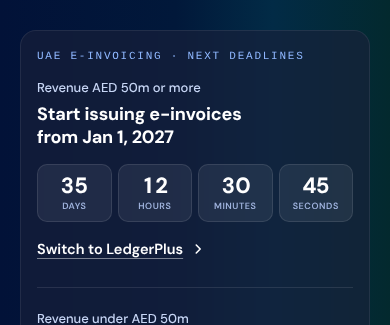 UAE E-INVOICING · NEXT DEADLINES
Revenue AED 50m or more
Start issuing e-invoices
from Jan 1, 2027
35 12 30 45
DAYS HOURS MINUTES SECONDS
Switch to LedgerPlus
Revenue under AED 50m